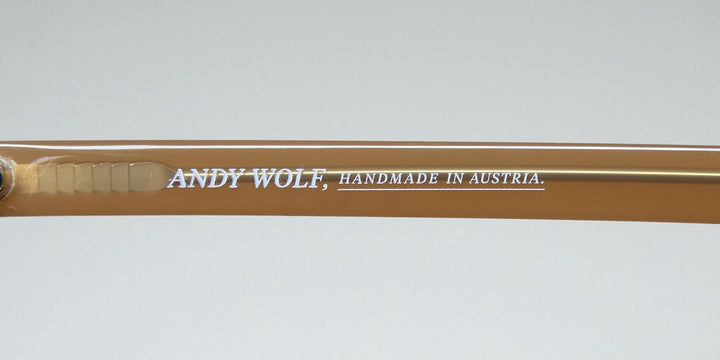 ANDY WOLF, HANDMADE IN AUSTRIA.